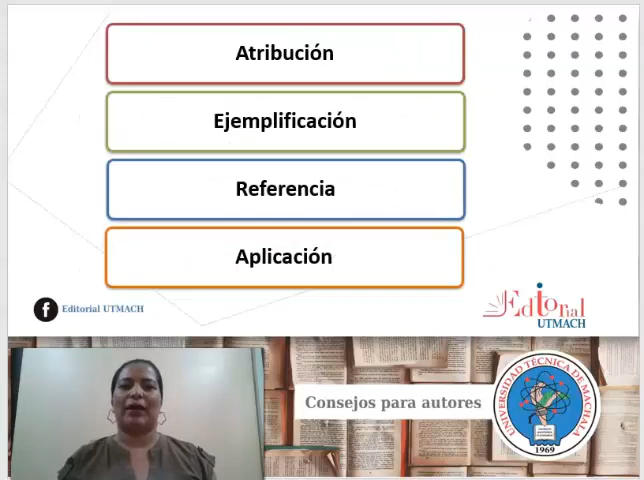 Atribución
Ejemplificación
Referencia
Aplicación
f Editorial UTMACH
Editorial
UTMACH
Consejos para autores
UNIVERSIDAD TÉCNICA DE MACHALA
1969